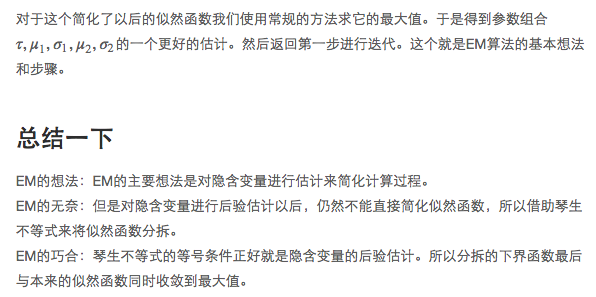 对于这个简化了以后的似然函数我们使用常规的方法求它的最大值。于是得到参数组合
τ, μ₁, σ₁, μ₂, σ₂ 的一个更好的估计。然后返回第一步进行迭代。这个就是EM算法的基本想法
和步骤。
总结一下
EM的想法：EM的主要想法是对隐含变量进行估计来简化计算过程。
EM的无奈：但是对隐含变量进行后验估计以后，仍然不能直接简化似然函数，所以借助琴生
不等式来将似然函数分拆。
EM的巧合：琴生不等式的等号条件正好就是隐含变量的后验估计。所以分拆的下界函数最后
与本来的似然函数同时收敛到最大值。